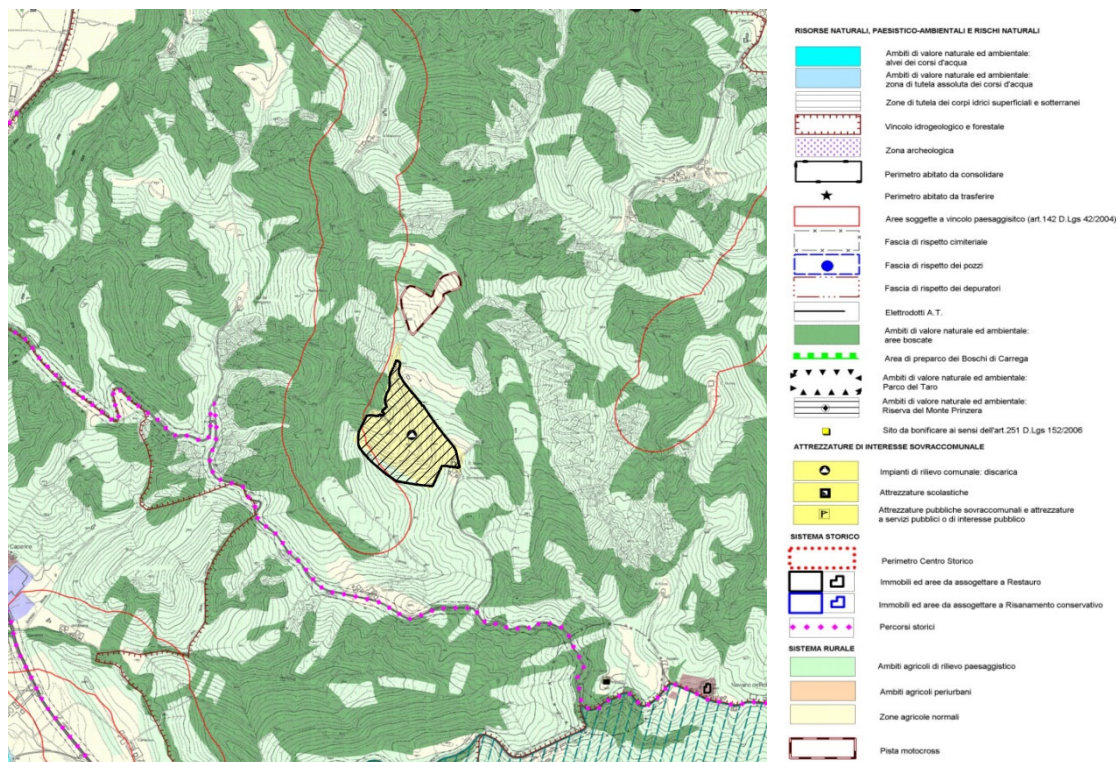 RISORSE NATURALI, PAESISTICO-AMBIENTALI E RISCHI NATURALI
Ambiti di valore naturale ed ambientale:
alvei dei corsi d'acqua
Ambiti di valore naturale ed ambientale:
zona di tutela assoluta dei corsi d'acqua
Zone di tutela dei corpi idrici superficiali e sotterranei
Vincolo idrogeologico e forestale
Zona archeologica
Perimetro abitato da consolidare
Perimetro abitato da trasferire
Aree soggette a vincolo paesaggisitco (art.142 D.Lgs 42/2004)
Fascia di rispetto cimiteriale
Fascia di rispetto dei pozzi
Fascia di rispetto dei depuratori
Elettrodotti A.T.
Ambiti di valore naturale ed ambientale:
aree boscate
Area di preparco dei Boschi di Carrega
Ambiti di valore naturale ed ambientale:
Parco del Taro
Ambiti di valore naturale ed ambientale:
Riserva del Monte Prinzera
Sito da bonificare ai sensi dell'art.251 D.Lgs 152/2006
ATTREZZATURE DI INTERESSE SOVRACCOMUNALE
Impianti di rilievo comunale: discarica
Attrezzature scolastiche
Attrezzature pubbliche sovraccomunali e attrezzature
a servizi pubblici o di interesse pubblico
SISTEMA STORICO
Perimetro Centro Storico
Immobili ed aree da assogettare a Restauro
Immobili ed aree da assogettare a Risanamento conservativo
Percorsi storici
SISTEMA RURALE
Ambiti agricoli di rilievo paesaggistico
Ambiti agricoli periurbani
Zone agricole normali
Pista motocross